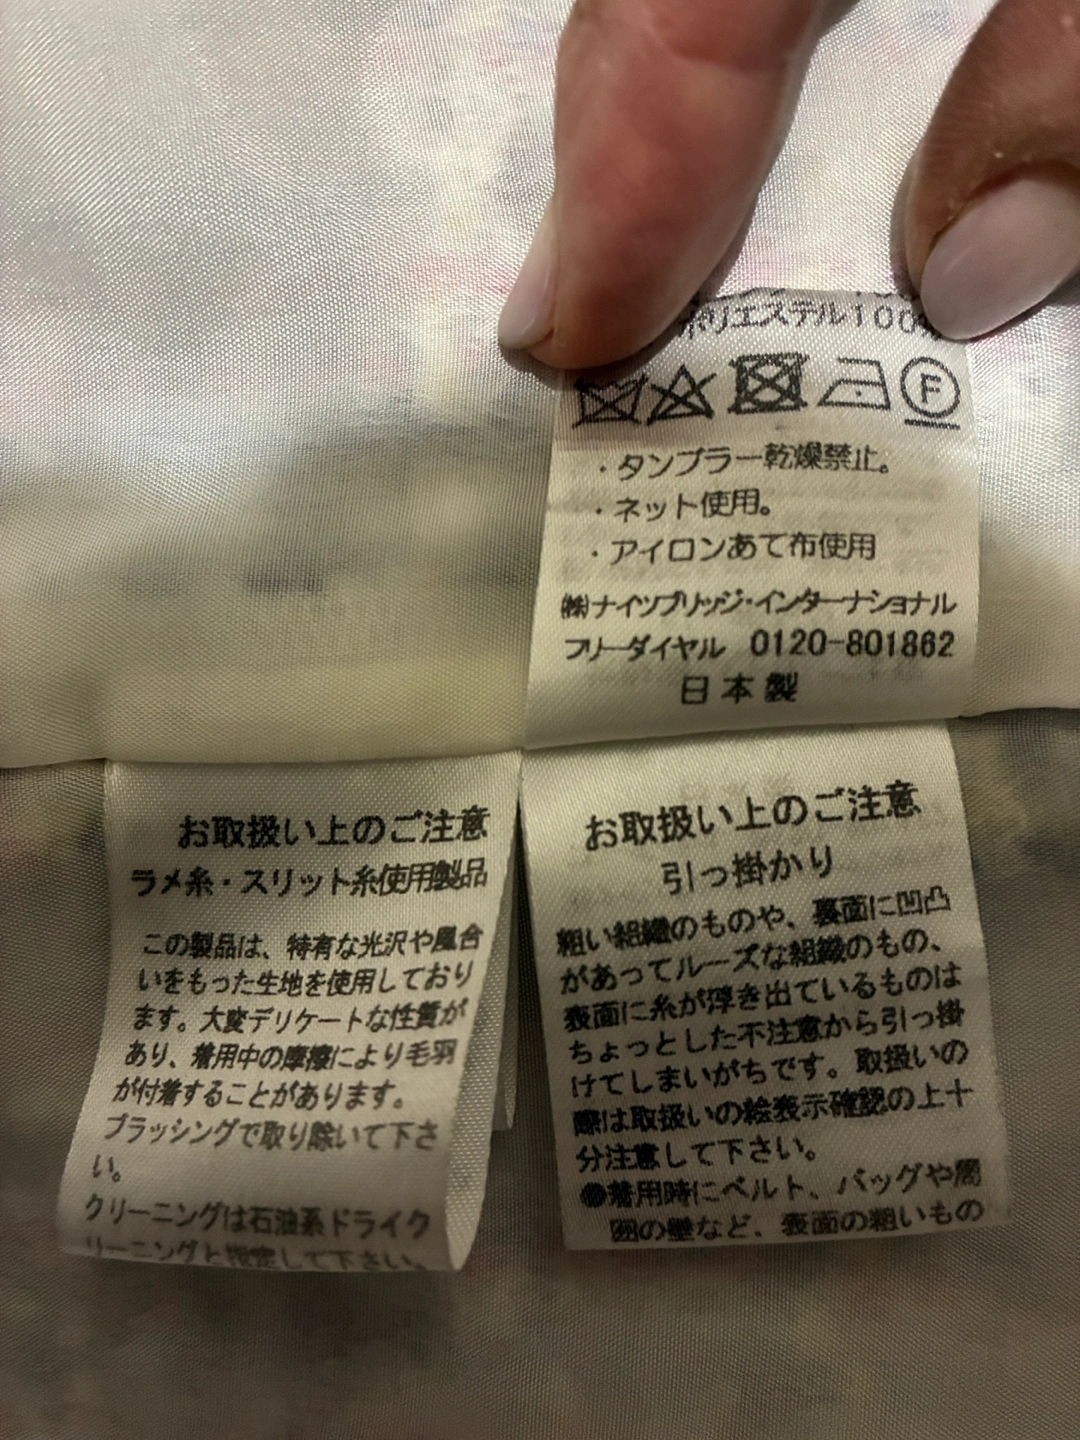 ポリエステル100%
F
・タンブラー乾燥禁止。
・ネット使用。
・アイロンあて布使用
㈱ナイツブリッジ・インターナショナル
フリーダイヤル 0120-801862
日本製
お取扱い上のご注意
ラメ糸・スリット糸使用製品
この製品は、特有な光沢や風合
いをもった生地を使用しており
ます。大変デリケートな性質が
あり、着用中の摩擦により毛羽
が付着することがあります。
ブラッシングで取り除いて下さ
い。
クリーニングは石油系ドライク
リーニングと指定して下さい。
お取扱い上のご注意
引っ掛かり
粗い組織のものや、裏面に凹凸
があってルーズな組織のもの、
表面に糸が浮き出ているものは
ちょっとした不注意から引っ掛
けてしまいがちです。取扱いの
際は取扱いの絵表示確認の上十
分注意して下さい。
●着用時にベルト、バッグや周
囲の壁など、表面の粗いもの